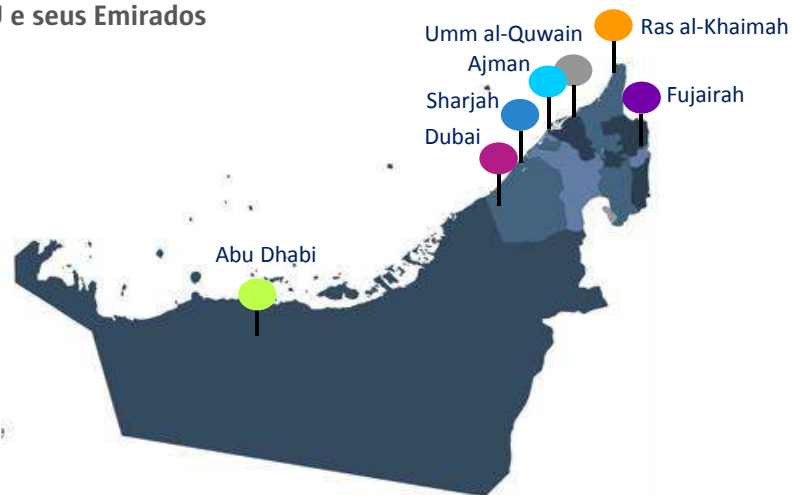 e seus Emirados
Umm al-Quwain
Ras al-Khaimah
Ajman
Sharjah
Fujairah
Dubai
Abu Dhabi